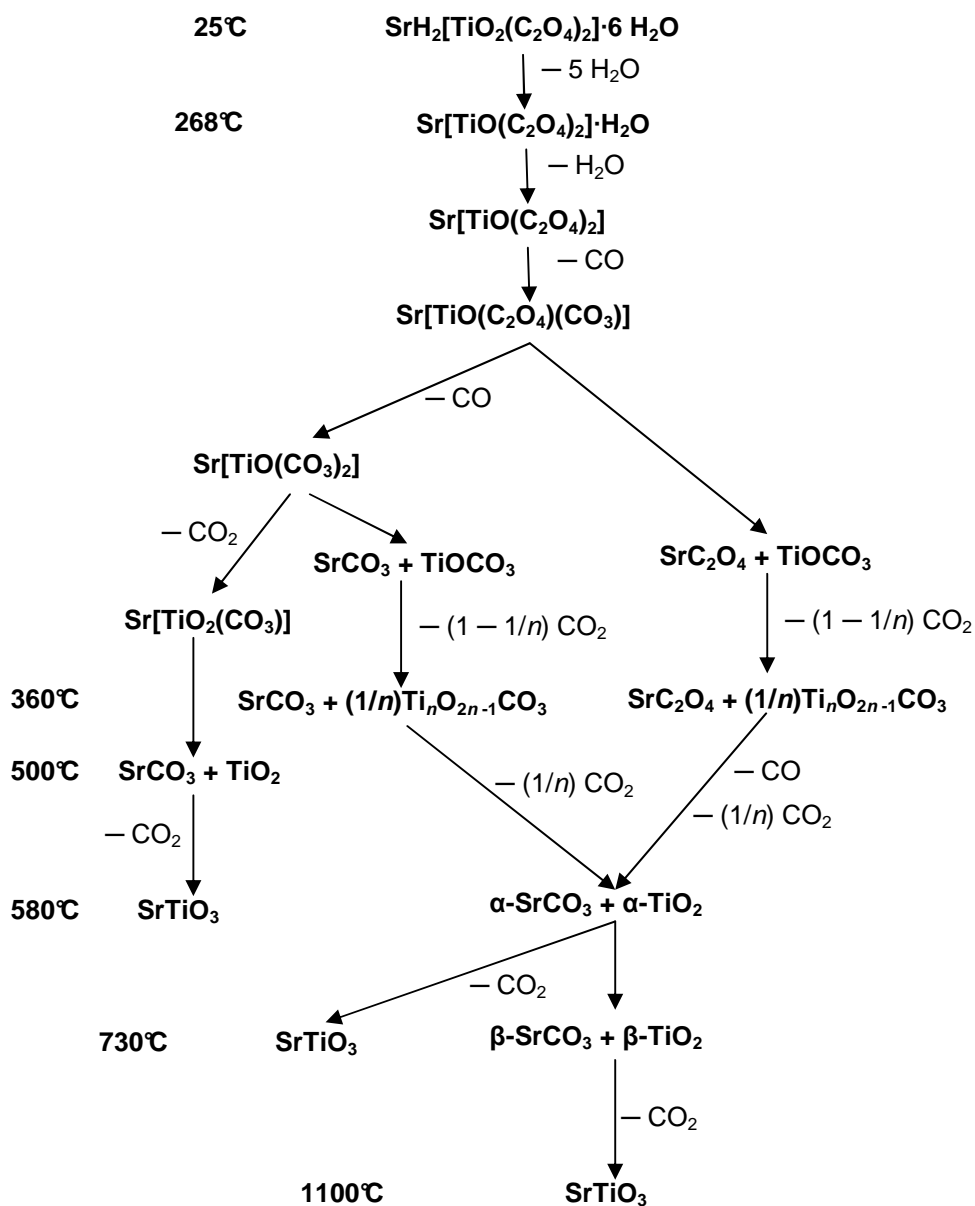 25°C SrH₂[TiO₂(C₂O₄)₂]·6 H₂O
— 5 H₂O
268°C Sr[TiO(C₂O₄)₂]·H₂O
— H₂O
Sr[TiO(C₂O₄)₂]
— CO
Sr[TiO(C₂O₄)(CO₃)]
— CO
Sr[TiO(CO₃)₂]
— CO₂
SrCO₃ + TiOCO₃ SrC₂O₄ + TiOCO₃
Sr[TiO₂(CO₃)]
— (1 — 1/n) CO₂ — (1 — 1/n) CO₂
360°C SrCO₃ + (1/n)TiₙO₂ₙ₋₁CO₃ SrC₂O₄ + (1/n)TiₙO₂ₙ₋₁CO₃
500°C SrCO₃ + TiO₂ — (1/n) CO₂ — CO
— CO₂ — (1/n) CO₂
580°C SrTiO₃ α-SrCO₃ + α-TiO₂
— CO₂
730°C SrTiO₃ β-SrCO₃ + β-TiO₂
— CO₂
1100°C SrTiO₃